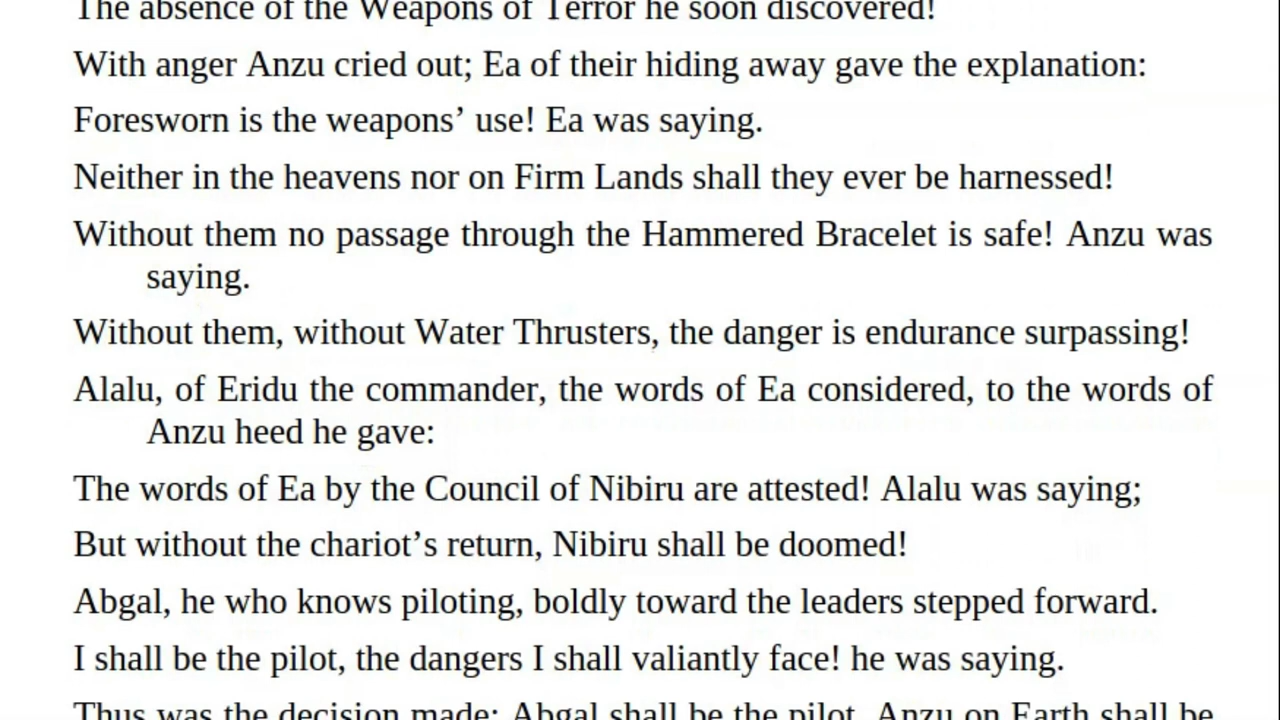 The absence of the Weapons of Terror he soon discovered!
With anger Anzu cried out; Ea of their hiding away gave the explanation:
Foresworn is the weapons’ use! Ea was saying.
Neither in the heavens nor on Firm Lands shall they ever be harnessed!
Without them no passage through the Hammered Bracelet is safe! Anzu was
saying.
Without them, without Water Thrusters, the danger is endurance surpassing!
Alalu, of Eridu the commander, the words of Ea considered, to the words of
Anzu heed he gave:
The words of Ea by the Council of Nibiru are attested! Alalu was saying;
But without the chariot’s return, Nibiru shall be doomed!
Abgal, he who knows piloting, boldly toward the leaders stepped forward.
I shall be the pilot, the dangers I shall valiantly face! he was saying.
Thus was the decision made: Abgal shall be the pilot, Anzu on Earth shall be